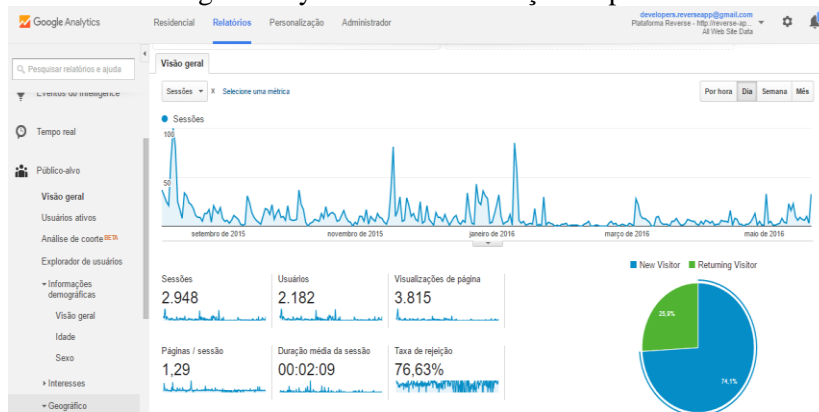 Google Analytics
Residencial Relatórios Personalização Administrador
developers.reverseapp@gmail.com
Plataforma Reverse - http://reverse-ap...
All Web Site Data
Pesquisar relatórios e ajuda
Eventos do Intelligence
Tempo real
Público-alvo
Visão geral
Usuários ativos
Análise de coorte BETA
Explorador de usuários
Informações
demográficas
Visão geral
Idade
Sexo
Interesses
Geográfico
Visão geral
Sessões X Selecione uma métrica
Por hora Dia Semana Mês
Sessões
100
50
setembro de 2015 novembro de 2015 janeiro de 2016 março de 2016 maio de 2016
Sessões
2.948
Usuários
2.182
Visualizações de página
3.815
Páginas / sessão
1,29
Duração média da sessão
00:02:09
Taxa de rejeição
76,63%
New Visitor Returning Visitor
25,9%
74,1%